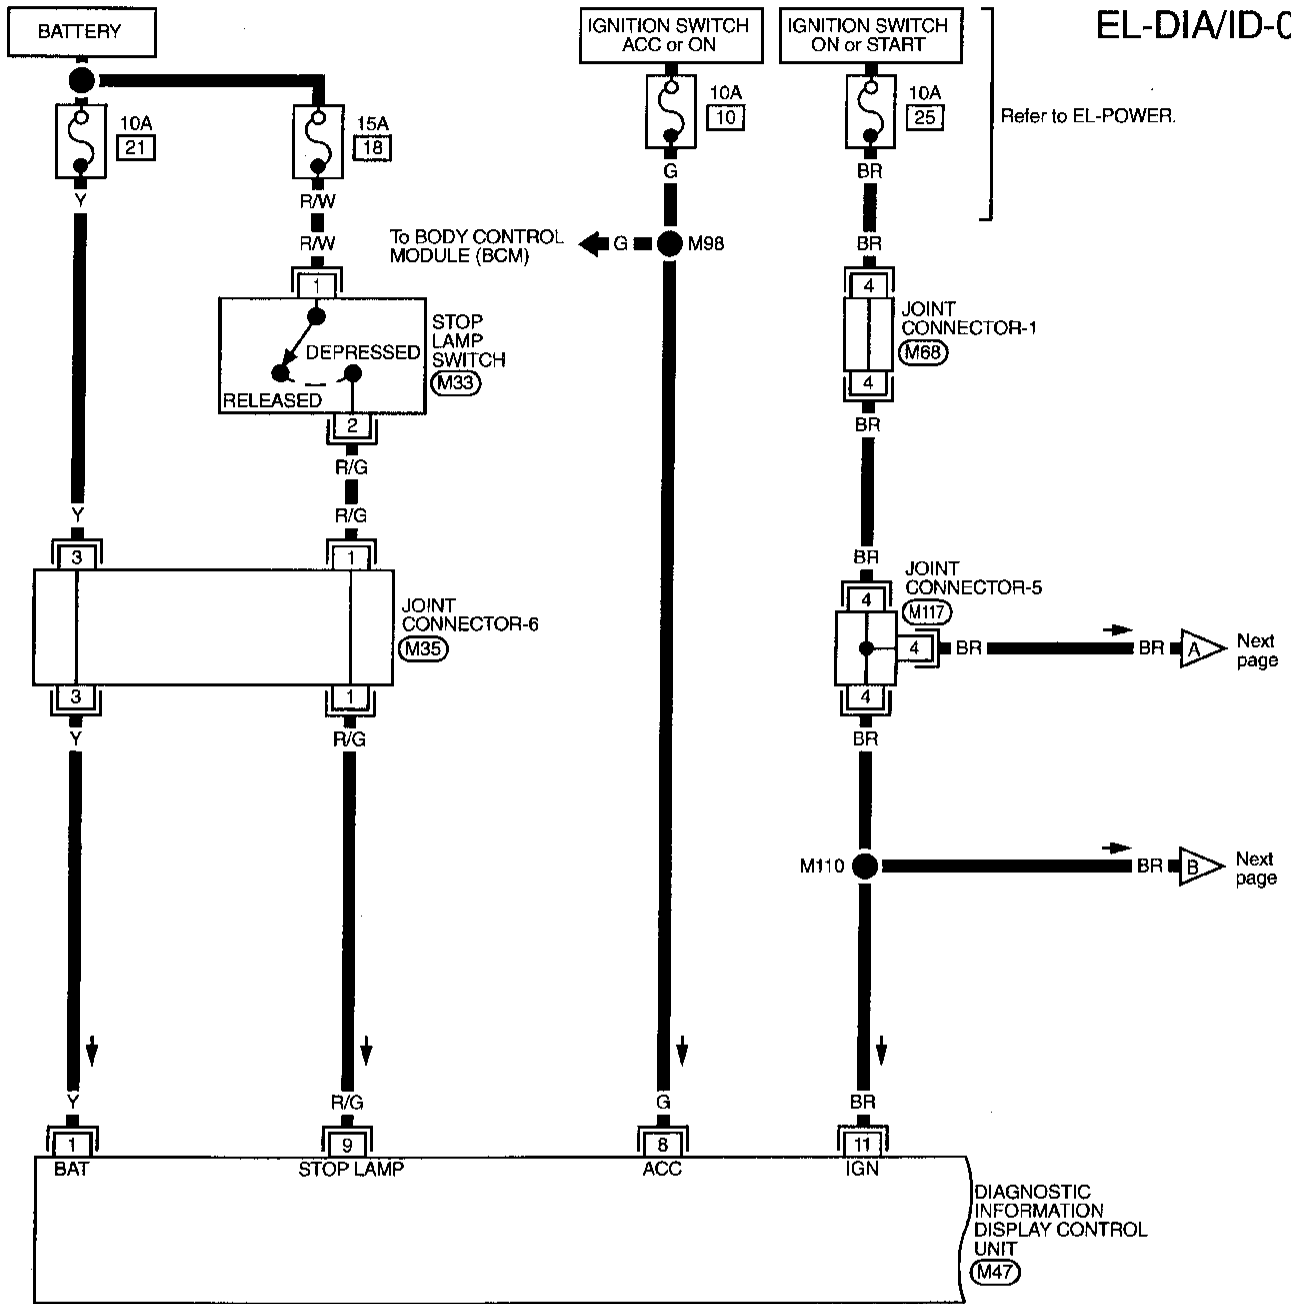 BATTERY
IGNITION SWITCH
ACC or ON
IGNITION SWITCH
ON or START
EL-DIA/ID-0
10A
21
15A
18
10A
10
10A
25
Refer to EL-POWER.
Y
R/W
G
BR
R/W
To BODY CONTROL
MODULE (BCM)
G
M98
BR
1
4
STOP
LAMP
SWITCH
M33
DEPRESSED
RELEASED
JOINT
CONNECTOR-1
M68
4
2
BR
R/G
Y
R/G
BR
3
1
4
JOINT
CONNECTOR-5
M117
JOINT
CONNECTOR-6
M35
4
BR
BR
A
Next
page
3
1
4
Y
R/G
BR
M110
BR
B
Next
page
Y
R/G
G
BR
1
9
8
11
BAT
STOP LAMP
ACC
IGN
DIAGNOSTIC
INFORMATION
DISPLAY CONTROL
UNIT
M47